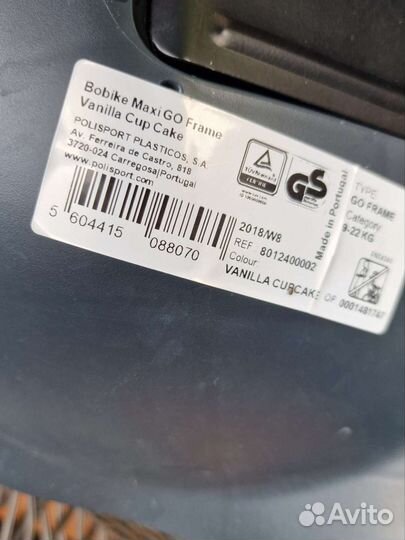 Bobike Maxi GO Frame
Vanilla Cup Cake
POLISPORT PLASTICOS, S.A.
Av. Ferreira de Castro, 818
3720-024 Carregosa/Portugal
www.polisport.com
5 604415 088070
2018/W8
REF 8012400002
Colour
VANILLA CUPCAKE OF 0001481747
GS
Made in Portugal
TYPE
GO FRAME
Category
9-22 KG
Avito